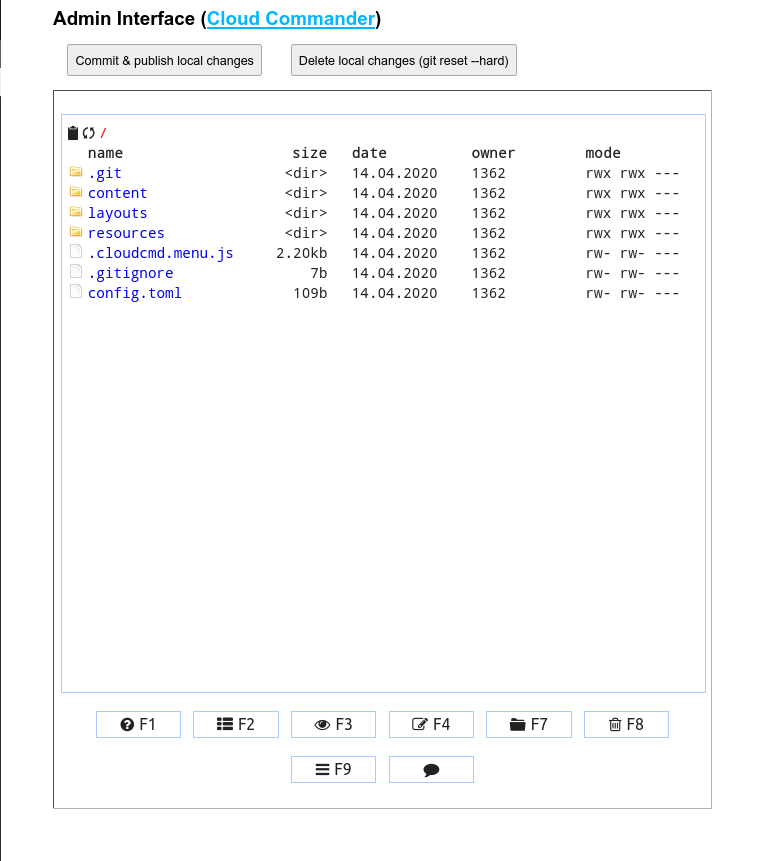 Admin Interface (Cloud Commander)
Commit & publish local changes Delete local changes (git reset --hard)
/
name size date owner mode
.git <dir> 14.04.2020 1362 rwx rwx ---
content <dir> 14.04.2020 1362 rwx rwx ---
layouts <dir> 14.04.2020 1362 rwx rwx ---
resources <dir> 14.04.2020 1362 rwx rwx ---
.cloudcmd.menu.js 2.20kb 14.04.2020 1362 rw- rw- ---
.gitignore 7b 14.04.2020 1362 rw- rw- ---
config.toml 109b 14.04.2020 1362 rw- rw- ---
F1 F2 F3 F4 F7 F8
F9